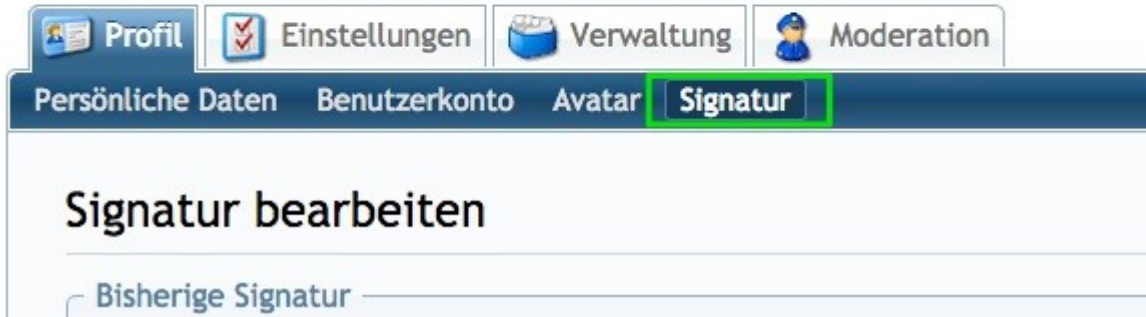 Profil Einstellungen Verwaltung Moderation
Persönliche Daten Benutzerkonto Avatar Signatur
Signatur bearbeiten
Bisherige Signatur